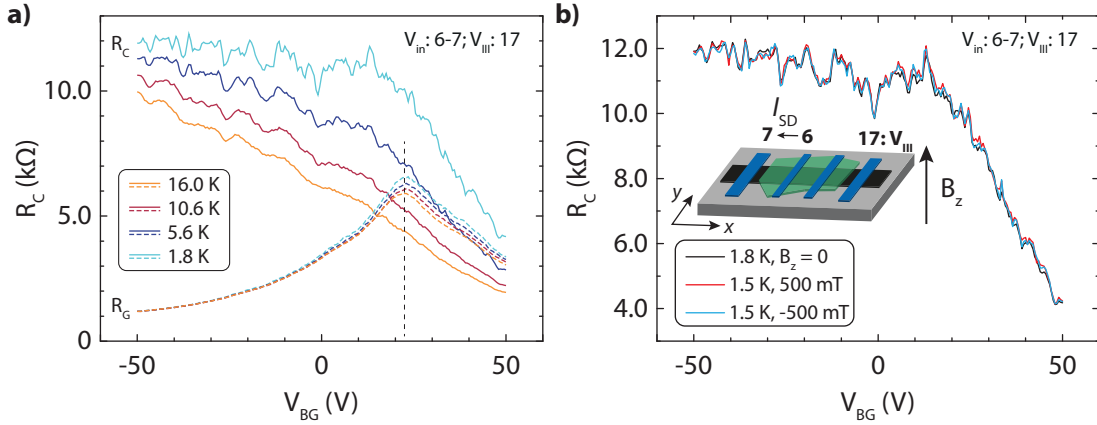 a)
R_C
V_in: 6-7; V_III: 17
10.0
5.0
0
R_C (kΩ)
16.0 K
10.6 K
5.6 K
1.8 K
R_G
-50
0
50
V_BG (V)
b)
V_in: 6-7; V_III: 17
12.0
10.0
8.0
6.0
4.0
R_C (kΩ)
I_SD
7 ← 6
17: V_III
B_z
y
x
1.8 K, B_z = 0
1.5 K, 500 mT
1.5 K, -500 mT
-50
0
50
V_BG (V)